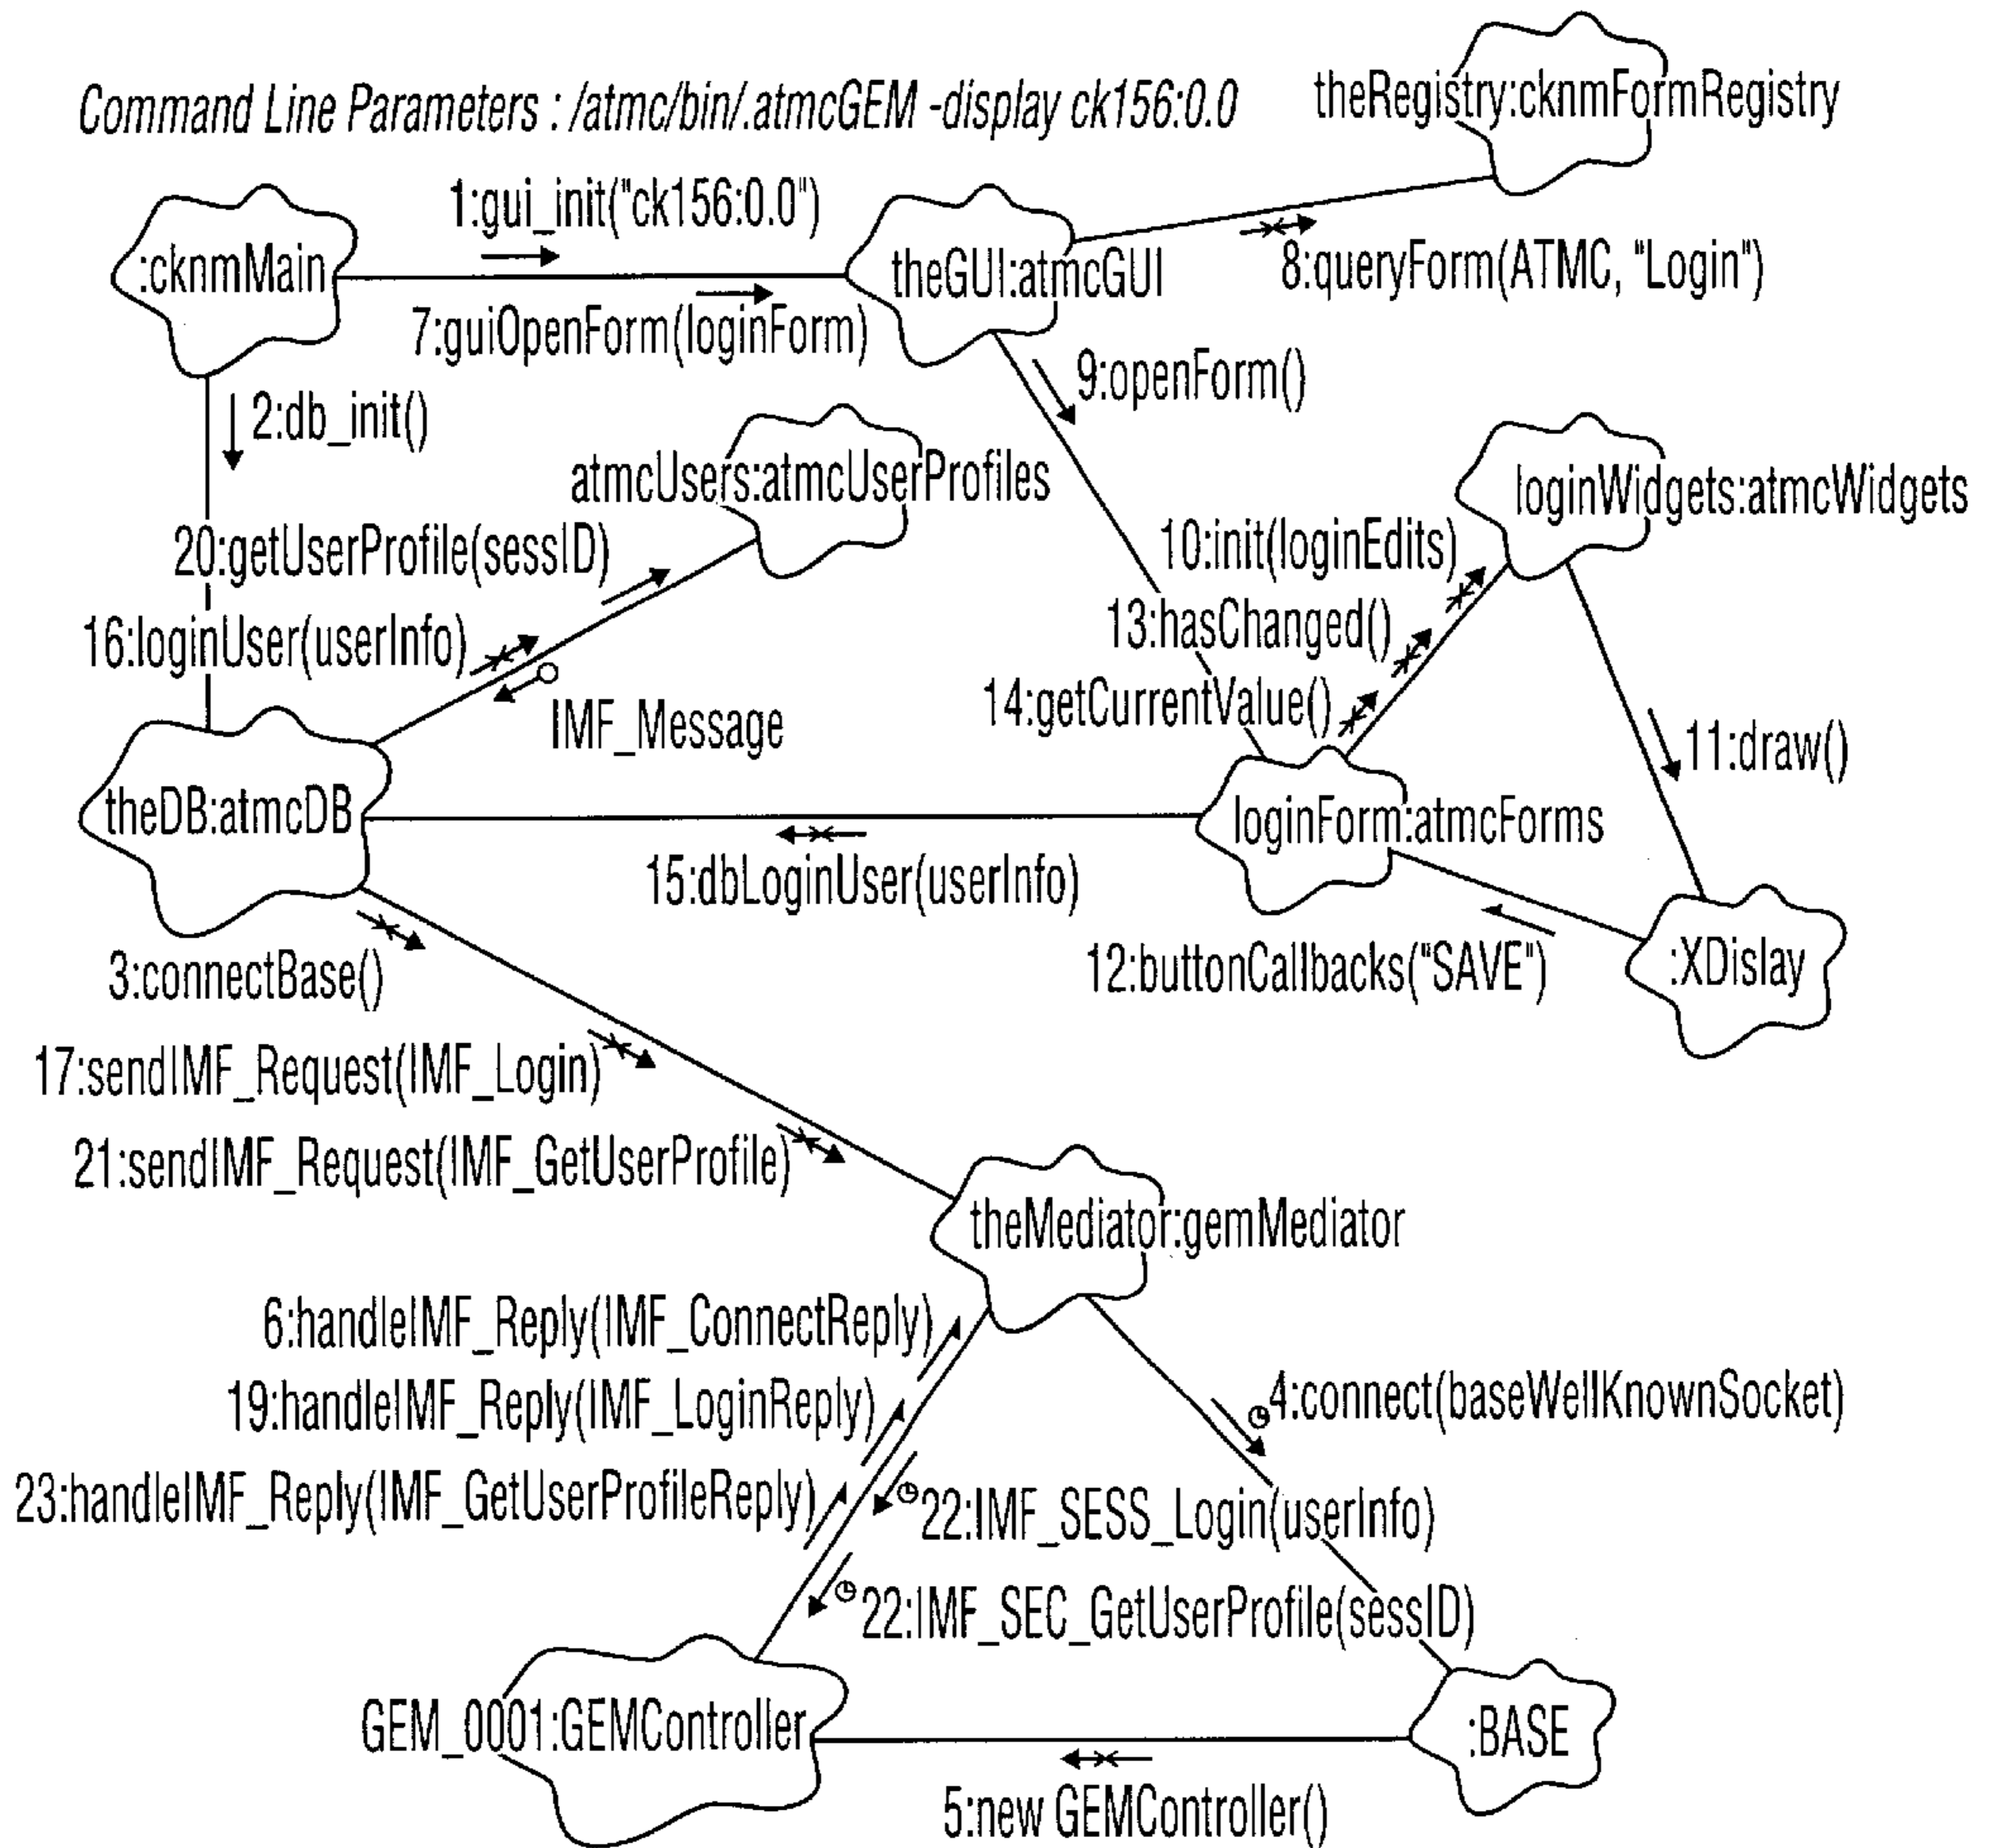 Command Line Parameters : /atmc/bin/.atmcGEM -display ck156:0.0
theRegistry:cknmFormRegistry
1:gui_init("ck156:0.0")
:cknmMain
theGUI:atmcGUI
8:queryForm(ATMC, "Login")
7:guiOpenForm(loginForm)
9:openForm()
2:db_init()
atmcUsers:atmcUserProfiles
loginWidgets:atmcWidgets
20:getUserProfile(sessID)
10:init(loginEdits)
13:hasChanged()
16:loginUser(userInfo)
14:getCurrentValue()
IMF_Message
11:draw()
theDB:atmcDB
loginForm:atmcForms
15:dbLoginUser(userInfo)
3:connectBase()
12:buttonCallbacks("SAVE")
:XDislay
17:sendIMF_Request(IMF_Login)
21:sendIMF_Request(IMF_GetUserProfile)
theMediator:gemMediator
6:handleIMF_Reply(IMF_ConnectReply)
19:handleIMF_Reply(IMF_LoginReply)
4:connect(baseWellKnownSocket)
23:handleIMF_Reply(IMF_GetUserProfileReply)
22:IMF_SESS_Login(userInfo)
22:IMF_SEC_GetUserProfile(sessID)
GEM_0001:GEMController
:BASE
5:new GEMController()